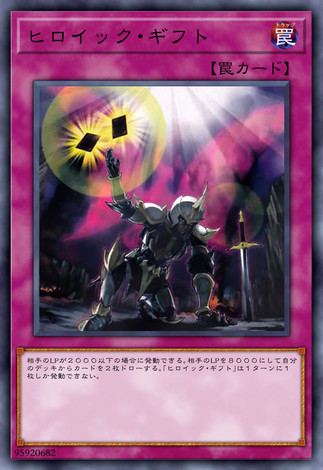 ヒロイック・ギフト
トラップ
罠
【罠カード】
相手のLPが2000以下の場合に発動できる。相手のLPを8000にして自分
のデッキからカードを2枚ドローする。「ヒロイック・ギフト」は1ターンに1
枚しか発動できない。
95920682